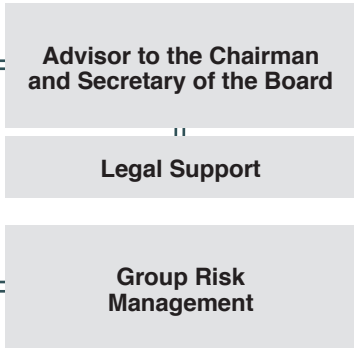 Advisor to the Chairman
and Secretary of the Board
Legal Support
Group Risk
Management